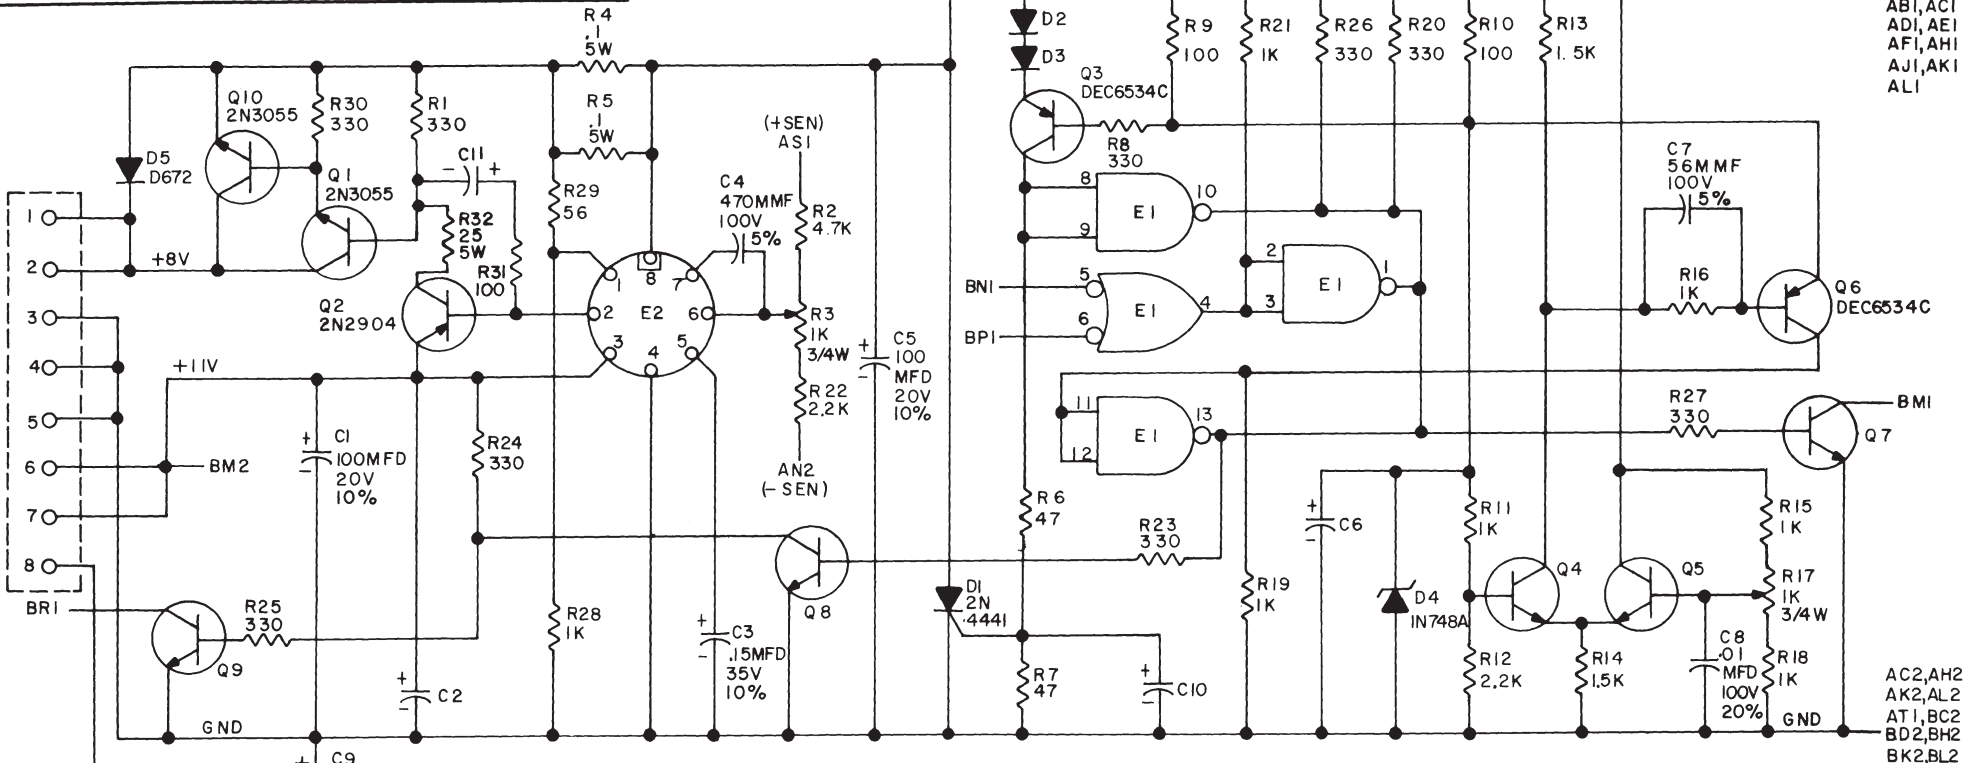 R4
.1
5W
R5
.1
5W
Q10
2N3055
R30
330
R1
330
D5
D672
Q1
2N3055
C11
- +
R32
25
5W
R31
100
R29
56
C4
470MMF
100V
5%
(+SEN)
AS1
R2
4.7K
R3
1K
3/4W
R22
2.2K
AN2
(-SEN)
1
2
3
4
5
6
7
8
+8V
Q2
2N2904
+11V
BM2
E2
1
2
3
4
5
6
7
8
C5
100
MFD
20V
10%
+
-
C1
100MFD
20V
10%
+
-
R24
330
BR1
R25
330
Q9
GND
+ C9
C2
+
-
R28
1K
C3
.15MFD
35V
10%
+
-
Q8
R23
330
D1
2N
4441
D2
D3
Q3
DEC6534C
R8
330
R9
100
R21
1K
R26
330
R20
330
R10
100
R13
1.5K
8
9
E1
10
BN1
5
BP1
6
E1
4
2
3
E1
1
11
12
E1
13
C7
56MMF
100V
5%
R16
1K
Q6
DEC6534C
R27
330
BM1
Q7
R6
47
R7
47
C10
+
-
R19
1K
C6
+
-
D4
1N748A
R11
1K
R12
2.2K
Q4
Q5
R14
1.5K
R15
1K
R17
1K
3/4W
R18
1K
C8
.01
MFD
100V
20%
GND
AB1,AC1
AD1,AE1
AF1,AH1
AJ1,AK1
AL1
AC2,AH2
AK2,AL2
AT1,BC2
BD2,BH2
BK2,BL2